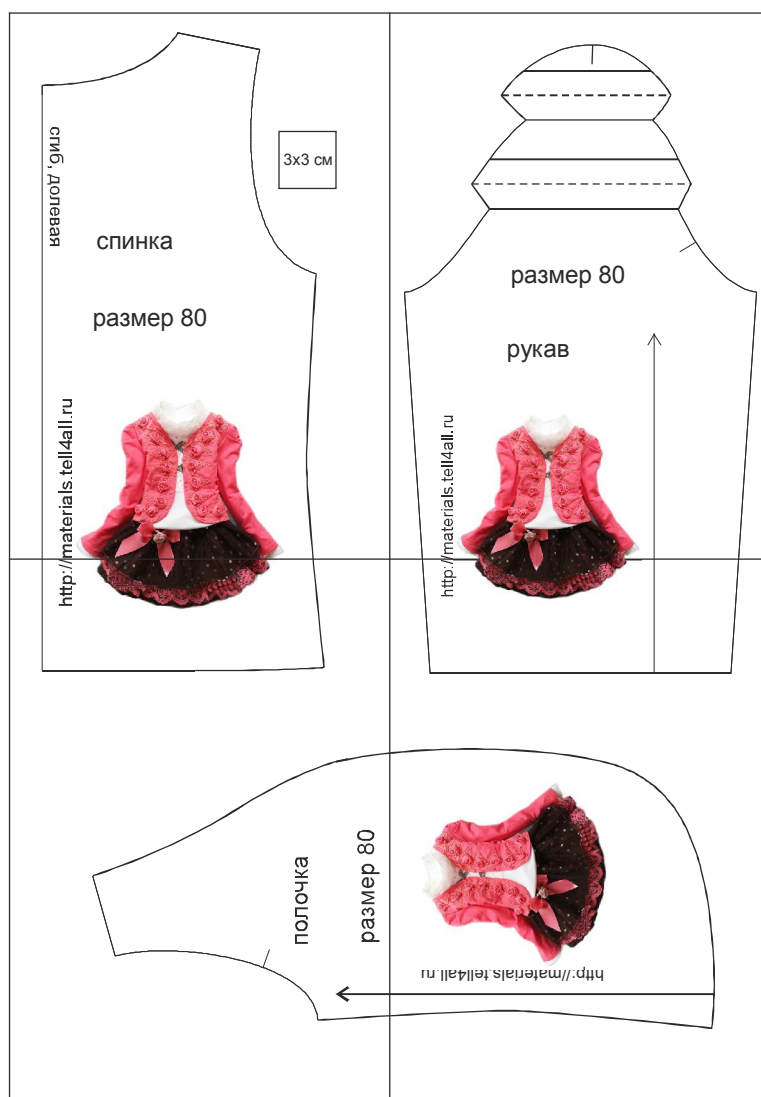 сгиб, долевая
3х3 см
спинка
размер 80
http://materials.tell4all.ru
размер 80
рукав
http://materials.tell4all.ru
полочка
размер 80
http://materials.tell4all.ru